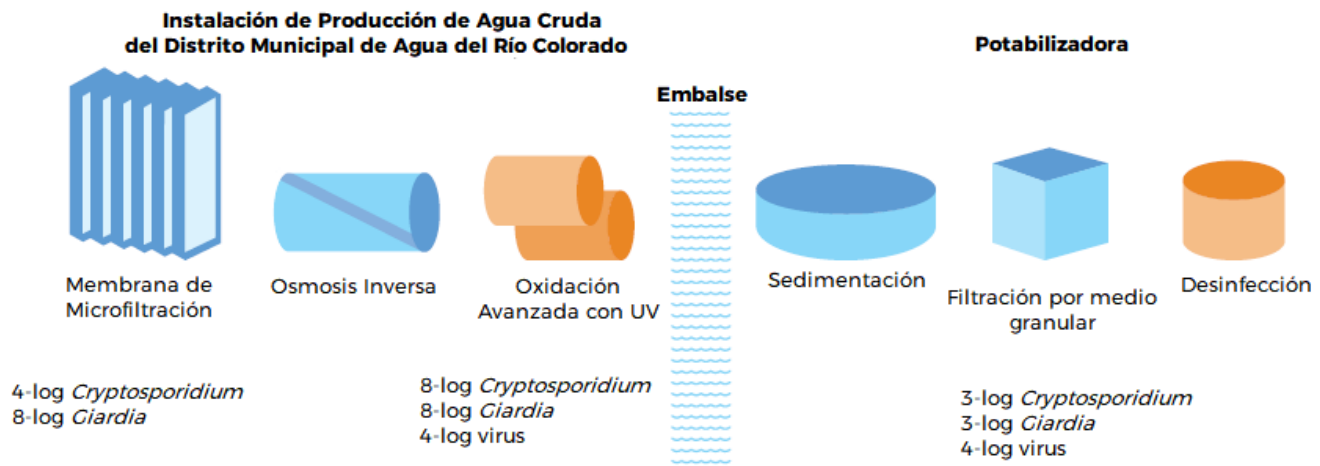 Instalación de Producción de Agua Cruda
del Distrito Municipal de Agua del Río Colorado
Potabilizadora
Embalse
Membrana de
Microfiltración
Osmosis Inversa
Oxidación
Avanzada con UV
Sedimentación
Filtración por medio
granular
Desinfección
4-log Cryptosporidium
8-log Giardia
8-log Cryptosporidium
8-log Giardia
4-log virus
3-log Cryptosporidium
3-log Giardia
4-log virus